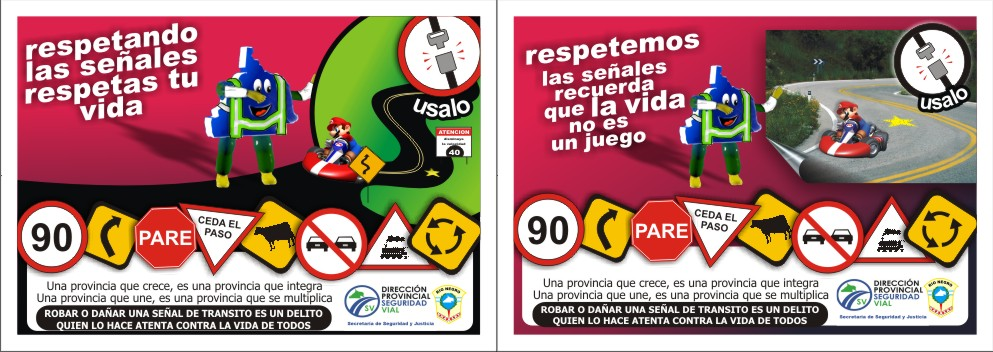 respetando
las señales
respetas tu
vida
usalo
ATENCION
40
90
PARE
CEDA EL
PASO
Una provincia que crece, es una provincia que integra
Una provincia que une, es una provincia que se multiplica
ROBAR O DAÑAR UNA SEÑAL DE TRANSITO ES UN DELITO
QUIEN LO HACE ATENTA CONTRA LA VIDA DE TODOS
SV
DIRECCIÓN
PROVINCIAL
SEGURIDAD
VIAL
RIO NEGRO
Secretaria de Seguridad y Justicia
respetemos
las señales
recuerda
que la vida
no es
un juego
usalo
90
PARE
CEDA EL
PASO
Una provincia que crece, es una provincia que integra
Una provincia que une, es una provincia que se multiplica
ROBAR O DAÑAR UNA SEÑAL DE TRANSITO ES UN DELITO
QUIEN LO HACE ATENTA CONTRA LA VIDA DE TODOS
SV
DIRECCIÓN
PROVINCIAL
SEGURIDAD
VIAL
RIO NEGRO
Secretaria de Seguridad y Justicia